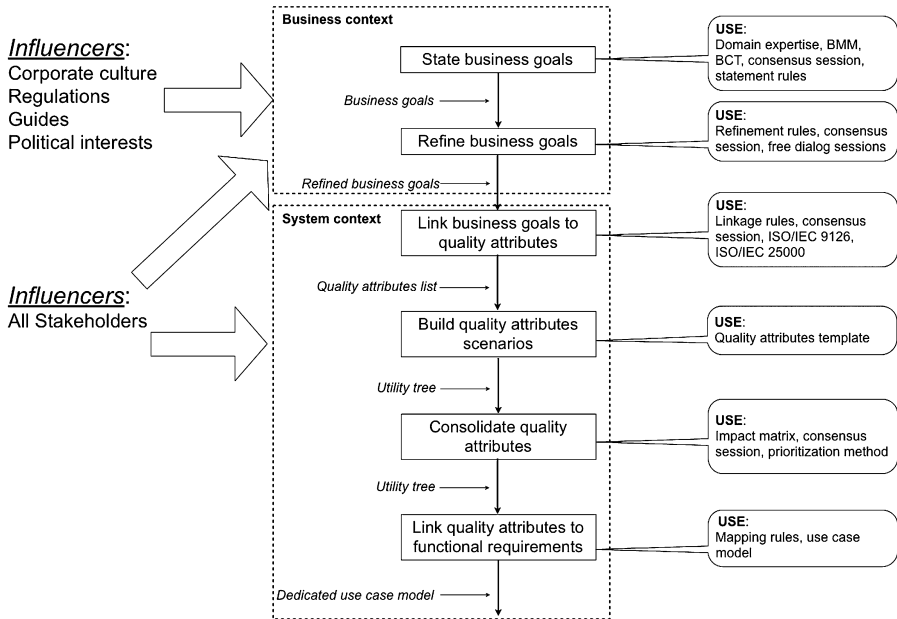 Business context
Influencers:
Corporate culture
Regulations
Guides
Political interests
State business goals
USE:
Domain expertise, BMM,
BCT, consensus session,
statement rules
Business goals
Refine business goals
USE:
Refinement rules, consensus
session, free dialog sessions
Refined business goals
System context
Link business goals to
quality attributes
USE:
Linkage rules, consensus
session, ISO/IEC 9126,
ISO/IEC 25000
Quality attributes list
Influencers:
All Stakeholders
Build quality attributes
scenarios
USE:
Quality attributes template
Utility tree
Consolidate quality
attributes
USE:
Impact matrix, consensus
session, prioritization method
Utility tree
Link quality attributes to
functional requirements
USE:
Mapping rules, use case
model
Dedicated use case model